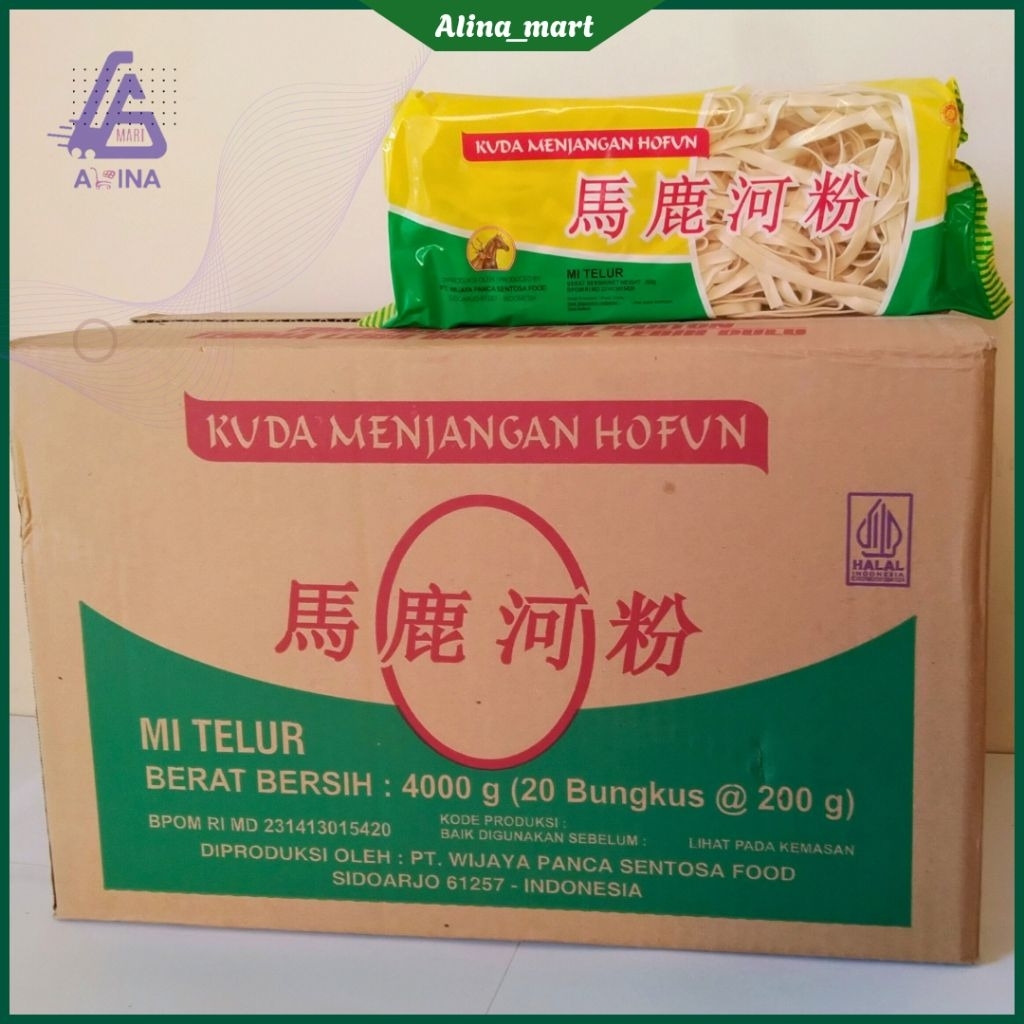 Alina_mart
MART
ALINA
KUDA MENJANGAN HOFUN
馬鹿河粉
MI TELUR
PT. WIJAYA PANCA SENTOSA FOOD
KUDA MENJANGAN HOFUN
馬鹿河粉
HALAL
INDONESIA
MI TELUR
BERAT BERSIH : 4000 g (20 Bungkus @ 200 g)
BPOM RI MD 231413015420
KODE PRODUKSI :
BAIK DIGUNAKAN SEBELUM :
LIHAT PADA KEMASAN
DIPRODUKSI OLEH : PT. WIJAYA PANCA SENTOSA FOOD
SIDOARJO 61257 - INDONESIA